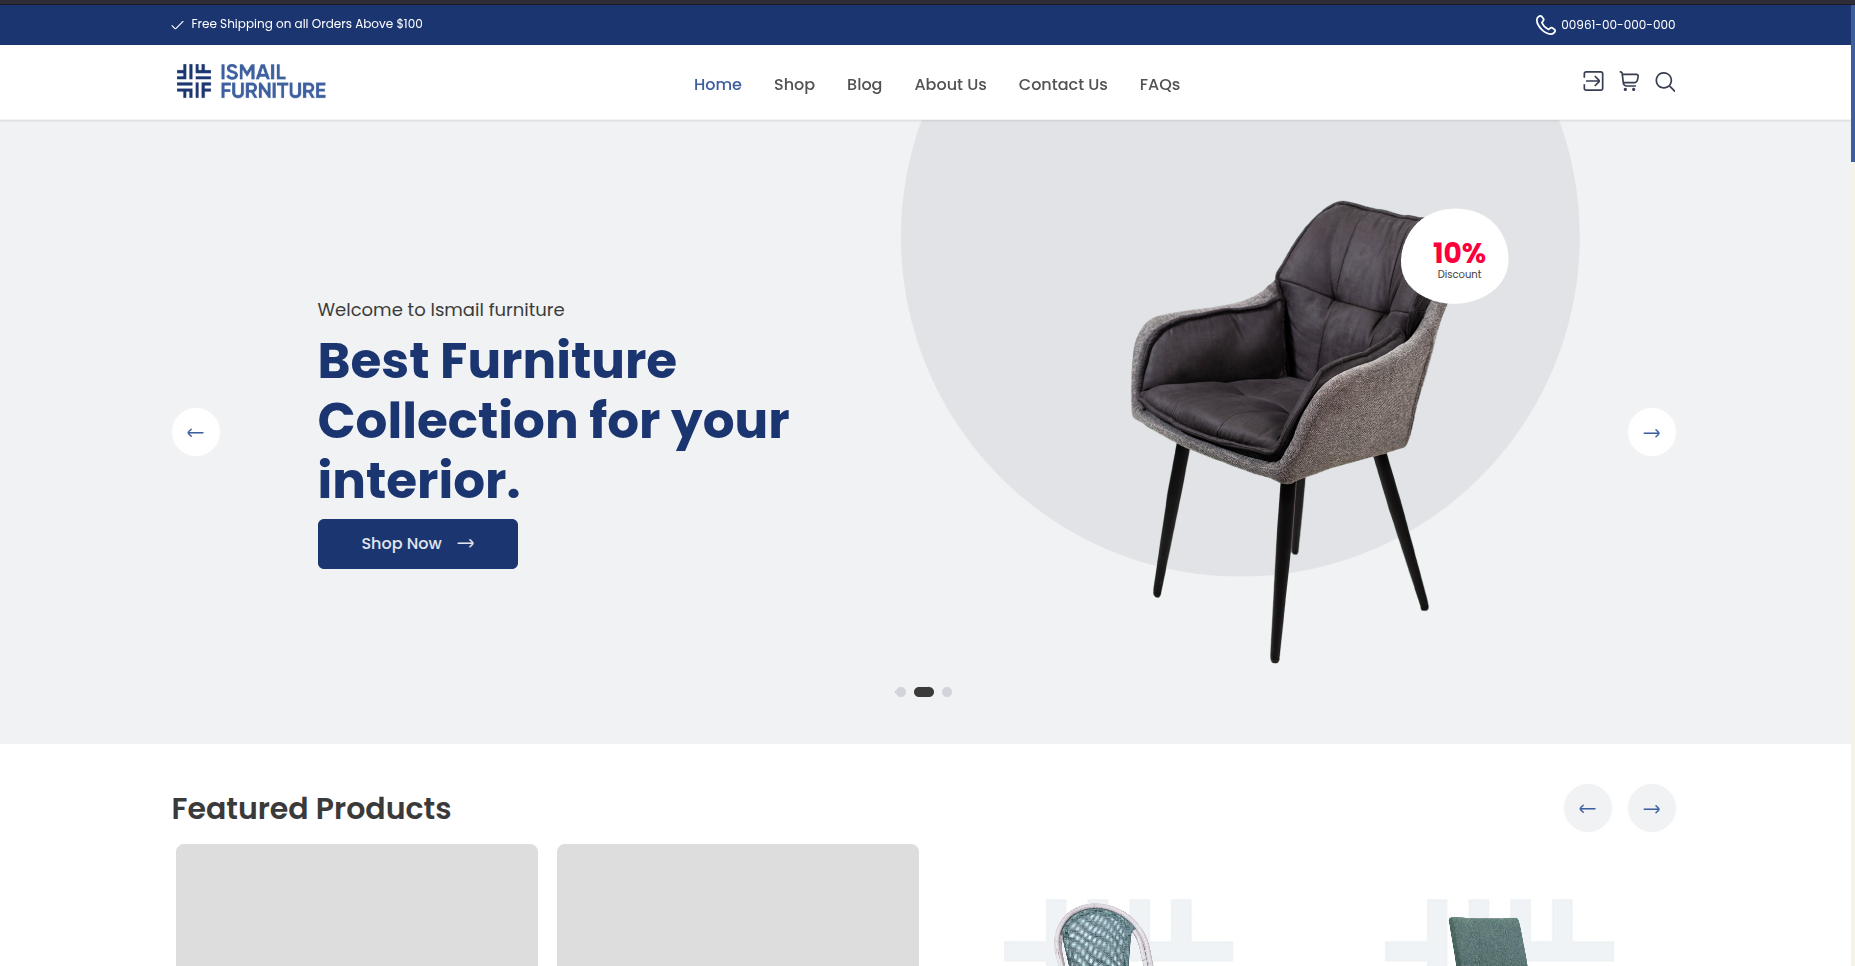 Free Shipping on all Orders Above $100
00961-00-000-000
ISMAIL
FURNITURE
Home
Shop
Blog
About Us
Contact Us
FAQs
10%
Discount
Welcome to Ismail furniture
Best Furniture
Collection for your
interior.
Shop Now
Featured Products